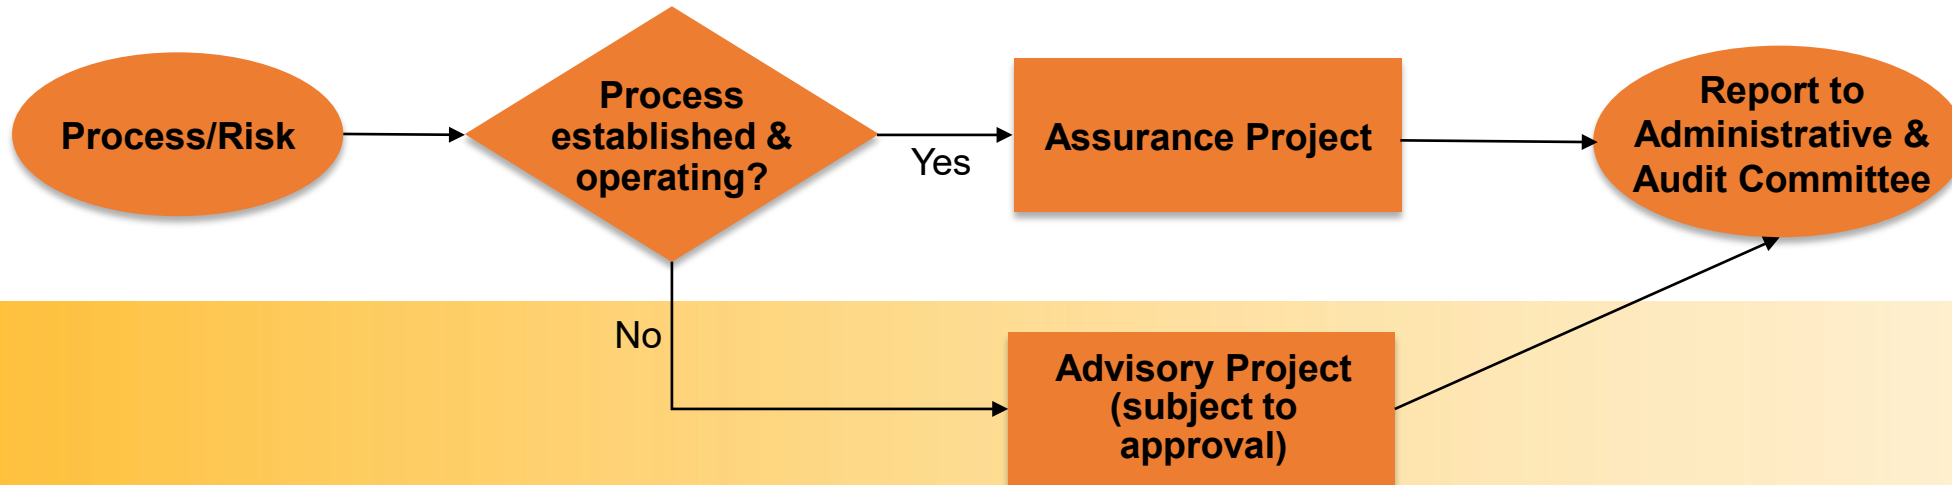 Process/Risk
Process
established &
operating?
Yes
Assurance Project
Report to
Administrative &
Audit Committee
No
Advisory Project
(subject to
approval)